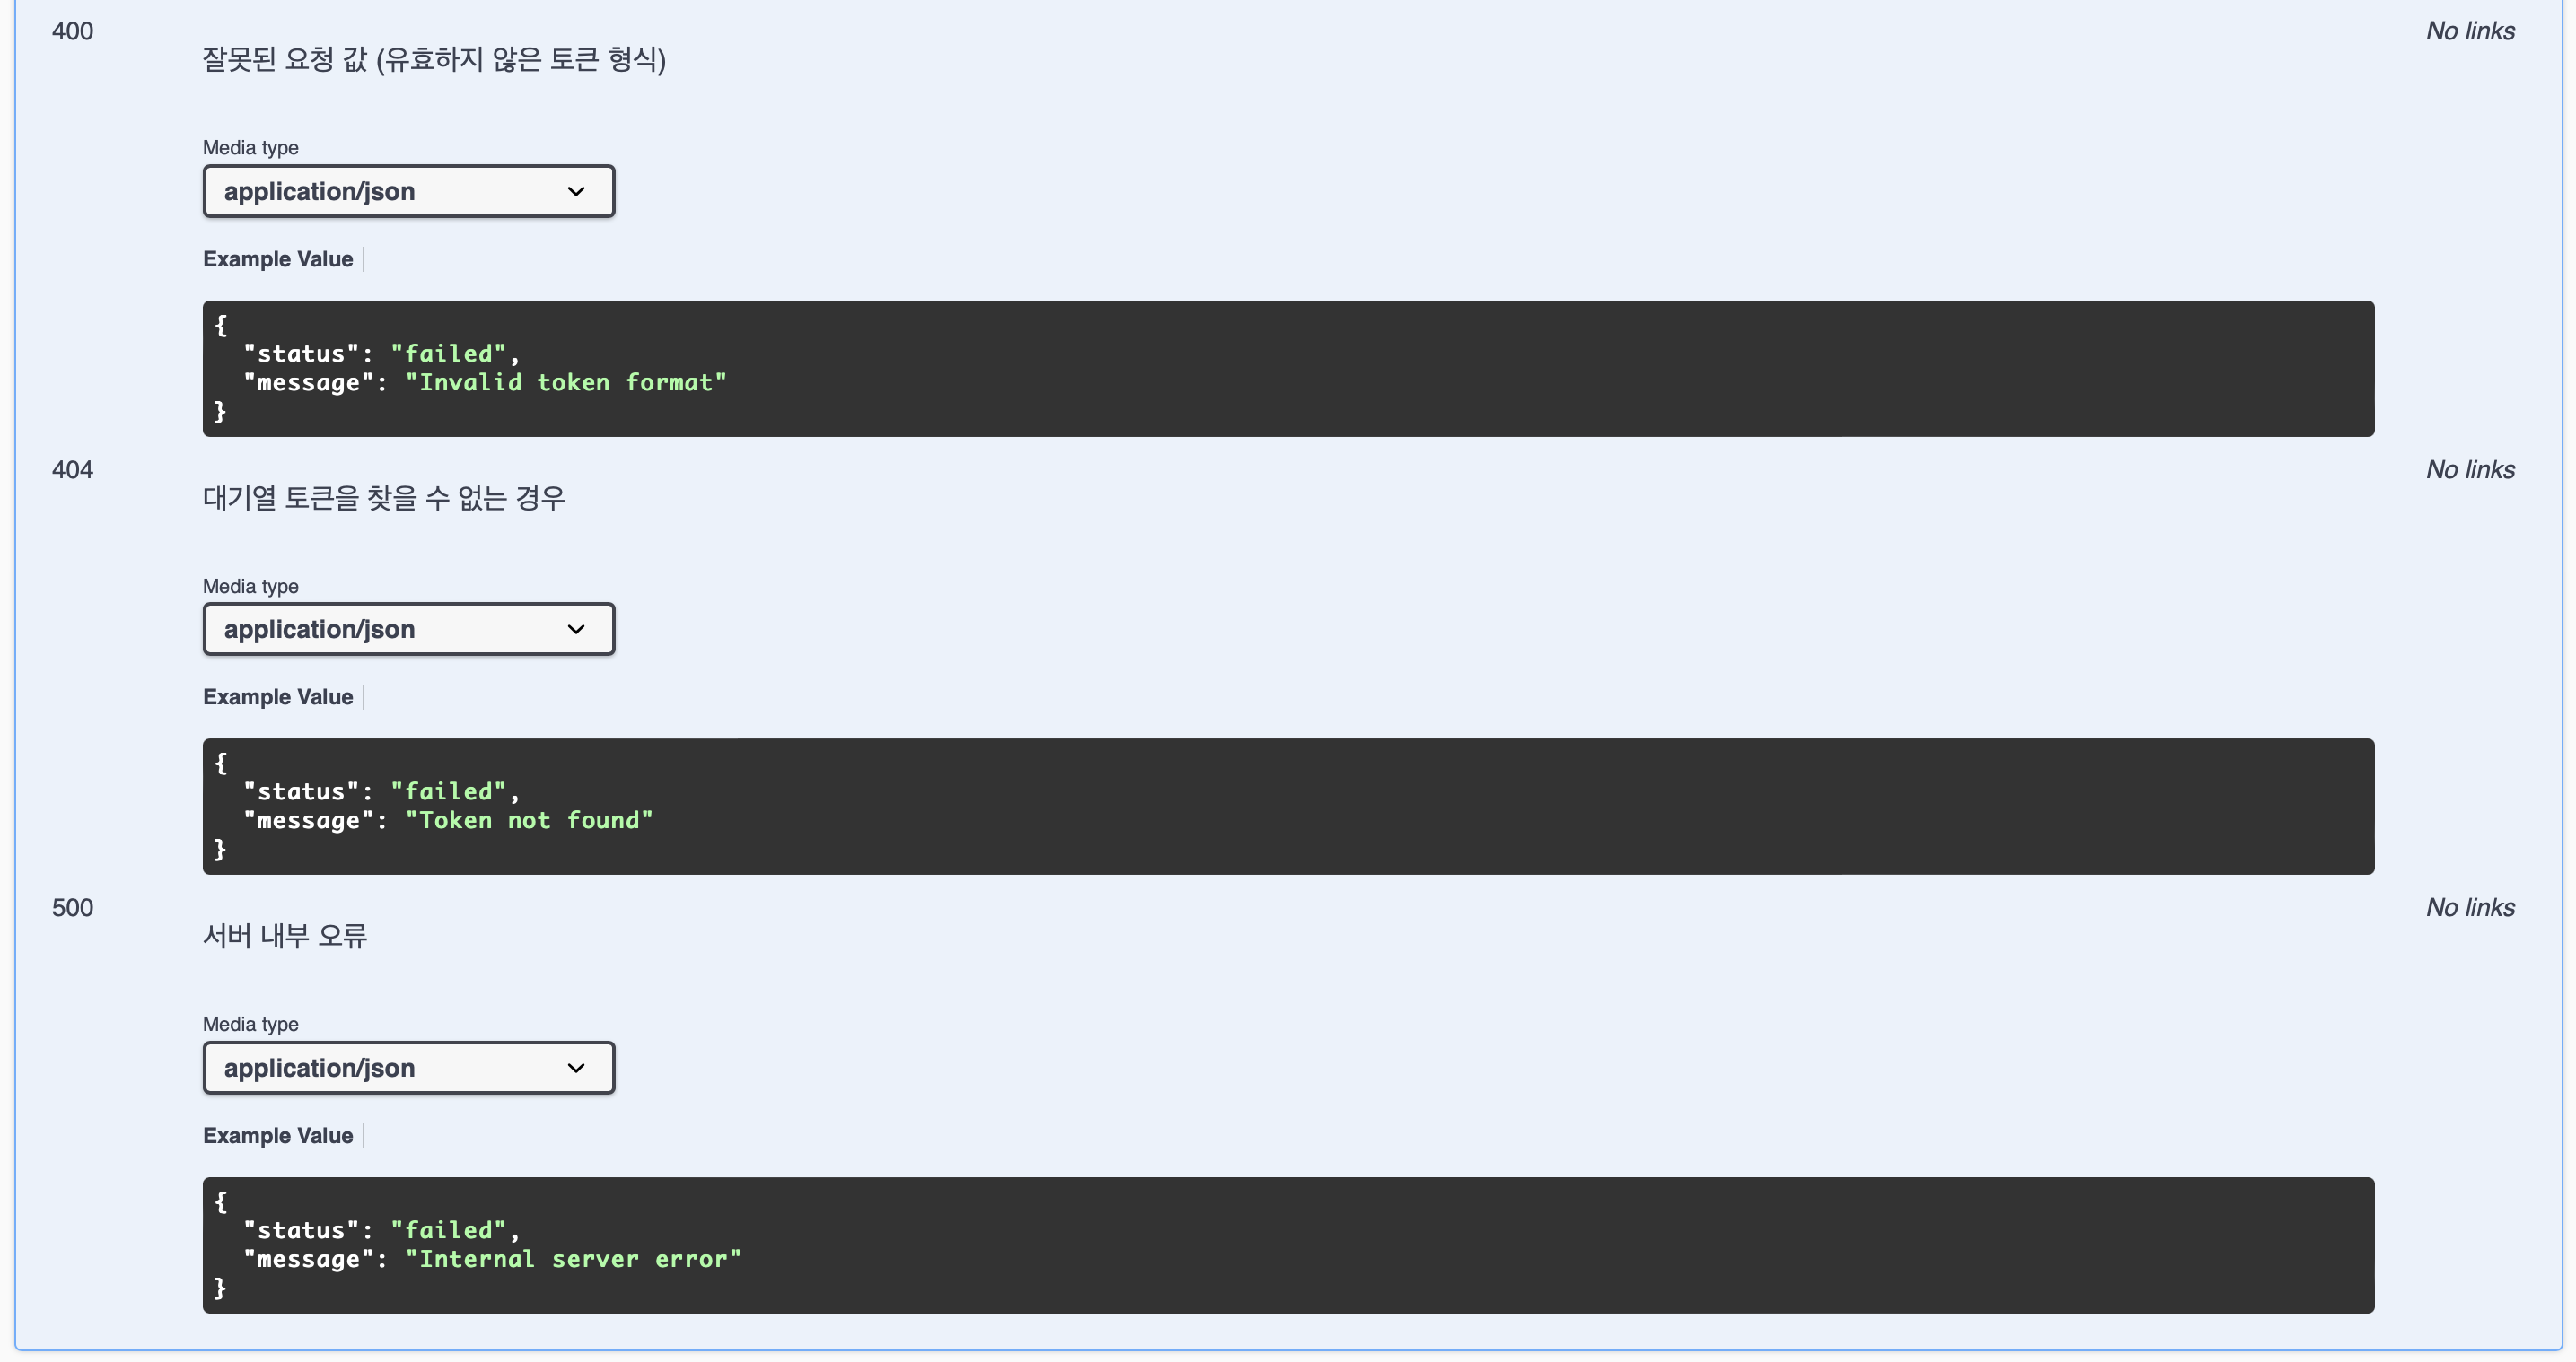 400
No links
잘못된 요청 값 (유효하지 않은 토큰 형식)
Media type
application/json
Example Value
{
  "status": "failed",
  "message": "Invalid token format"
}
404
No links
대기열 토큰을 찾을 수 없는 경우
Media type
application/json
Example Value
{
  "status": "failed",
  "message": "Token not found"
}
500
No links
서버 내부 오류
Media type
application/json
Example Value
{
  "status": "failed",
  "message": "Internal server error"
}